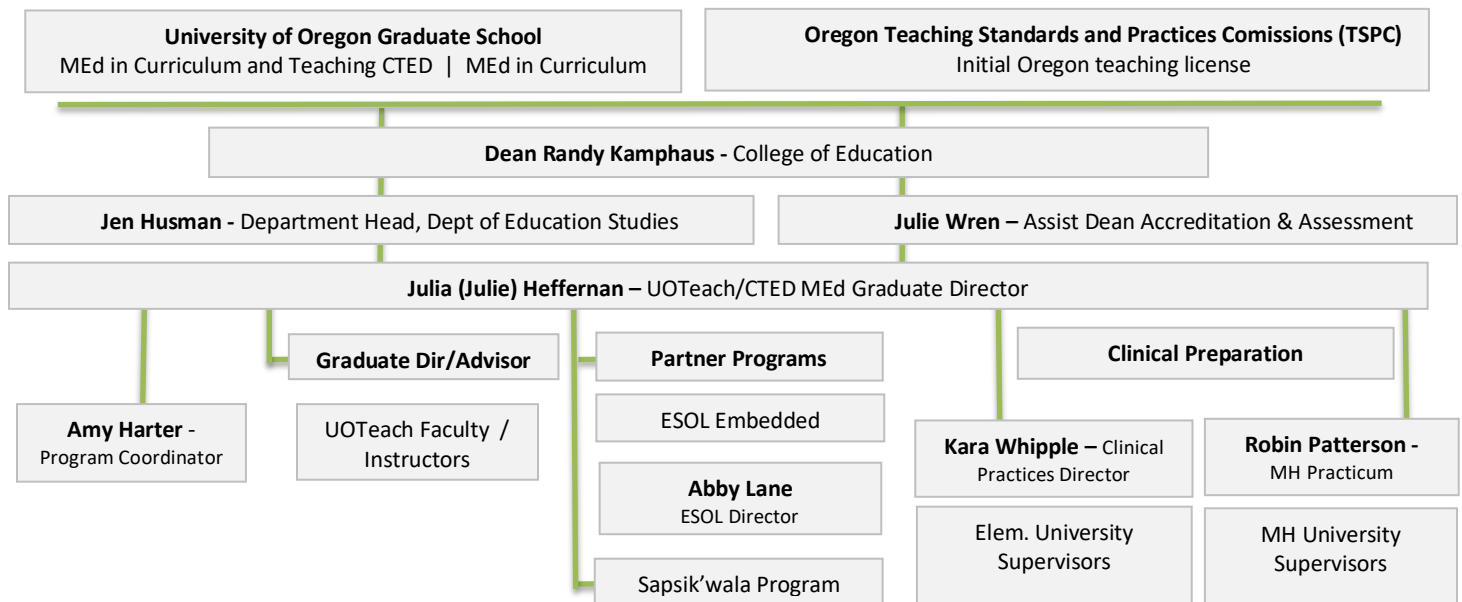 University of Oregon Graduate School
MEd in Curriculum and Teaching CTED | MEd in Curriculum
Oregon Teaching Standards and Practices Comissions (TSPC)
Initial Oregon teaching license
Dean Randy Kamphaus - College of Education
Jen Husman - Department Head, Dept of Education Studies
Julie Wren – Assist Dean Accreditation & Assessment
Julia (Julie) Heffernan – UOTeach/CTED MEd Graduate Director
Graduate Dir/Advisor
Partner Programs
Clinical Preparation
Amy Harter -
Program Coordinator
UOTeach Faculty /
Instructors
ESOL Embedded
Abby Lane
ESOL Director
Sapsik’wala Program
Kara Whipple – Clinical
Practices Director
Elem. University
Supervisors
Robin Patterson -
MH Practicum
MH University
Supervisors